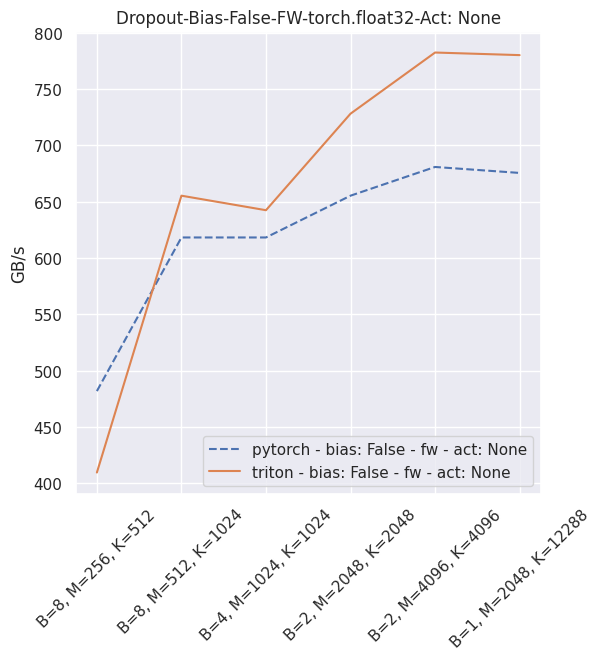 Dropout-Bias-False-FW-torch.float32-Act: None
GB/s
800
750
700
650
600
550
500
450
400
pytorch - bias: False - fw - act: None
triton - bias: False - fw - act: None
B=8, M=256, K=512
B=8, M=512, K=1024
B=4, M=1024, K=1024
B=2, M=2048, K=2048
B=2, M=4096, K=4096
B=1, M=2048, K=12288